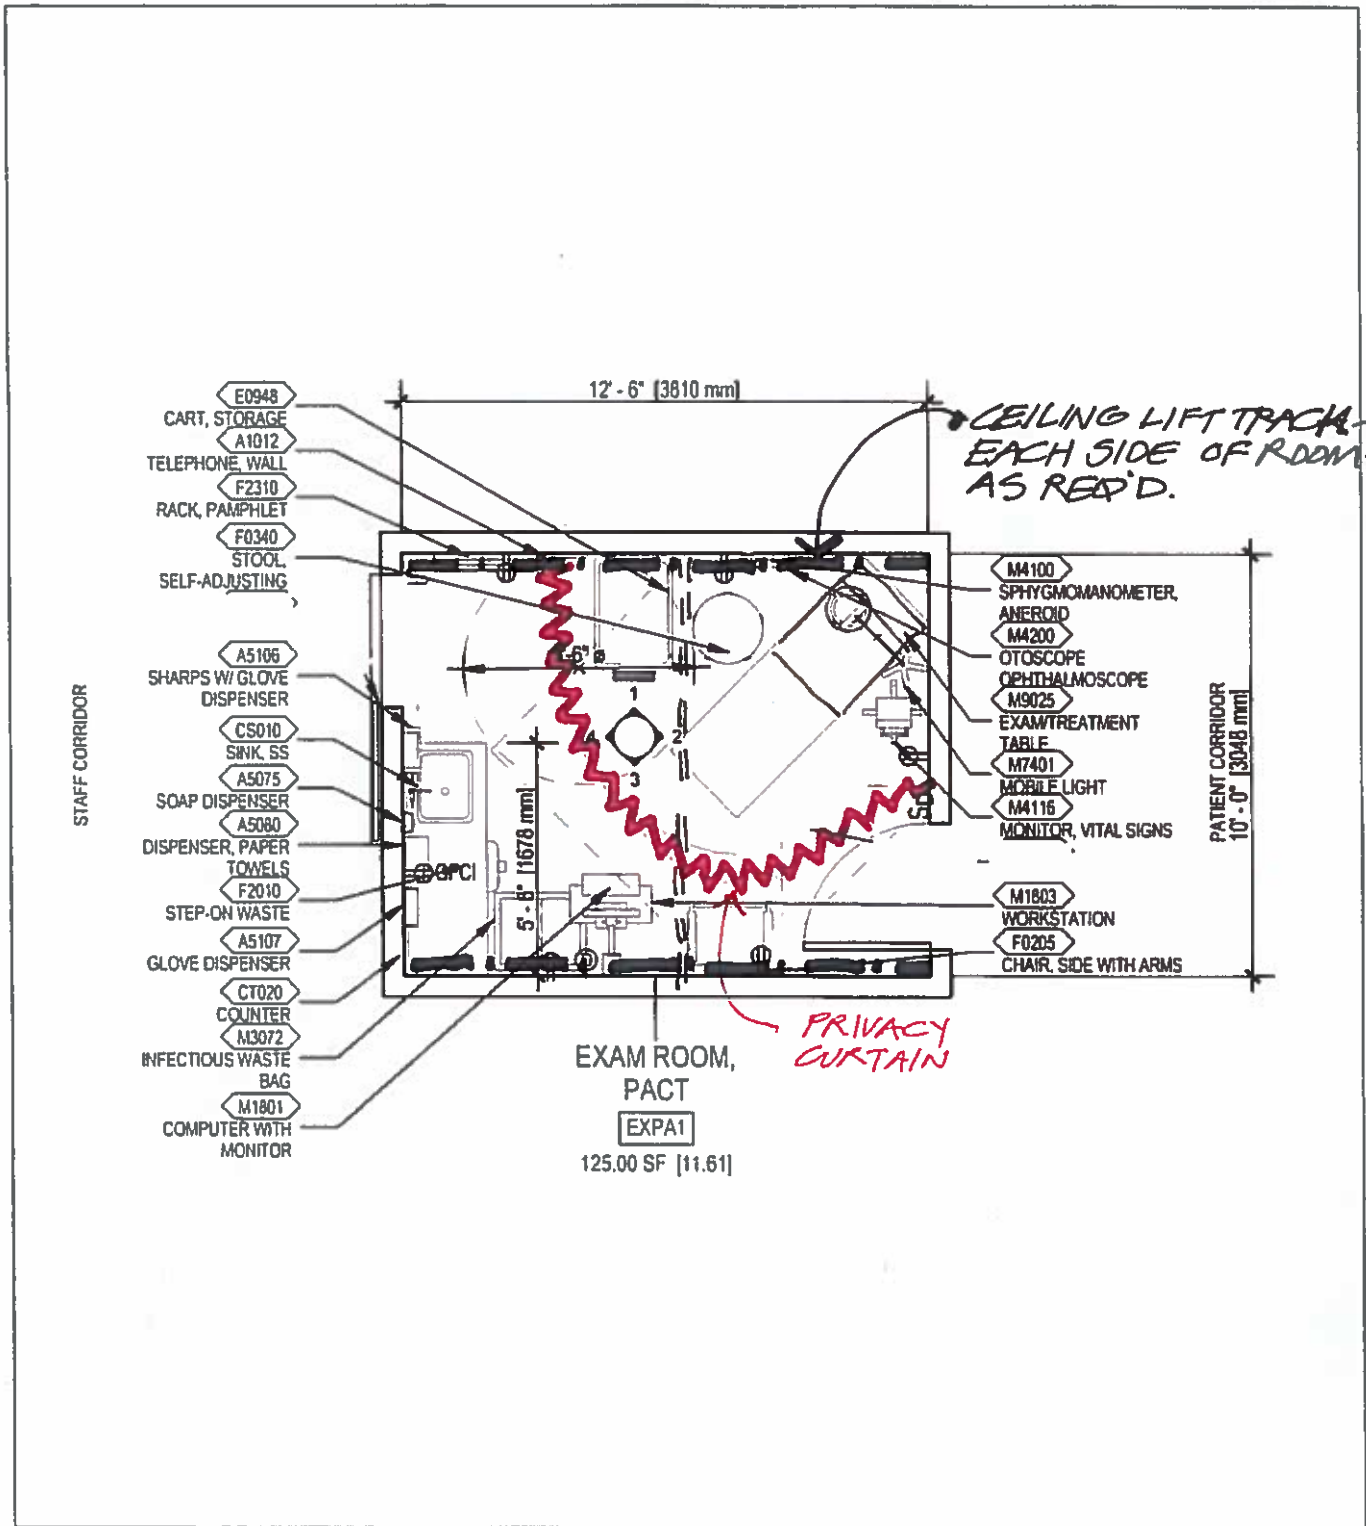 12' - 6" [3810 mm]
E0948
CART, STORAGE
A1012
TELEPHONE, WALL
F2310
RACK, PAMPHLET
F0340
STOOL,
SELF-ADJUSTING
A5106
SHARPS W/ GLOVE
DISPENSER
CS010
SINK, SS
A5075
SOAP DISPENSER
A5080
DISPENSER, PAPER
TOWELS
F2010
STEP-ON WASTE
A5107
GLOVE DISPENSER
CT020
COUNTER
M3072
INFECTIOUS WASTE
BAG
M1801
COMPUTER WITH
MONITOR
STAFF CORRIDOR
CEILING LIFT TRACK-
EACH SIDE OF ROOM
AS REQ'D.
1
2
3
4
5' - 6" [1678 mm]
M4100
SPHYGMOMANOMETER,
ANEROID
M4200
OTOSCOPE
OPHTHALMOSCOPE
M9025
EXAM/TREATMENT
TABLE
M7401
MOBILE LIGHT
M4116
MONITOR, VITAL SIGNS
M1803
WORKSTATION
F0205
CHAIR, SIDE WITH ARMS
PATIENT CORRIDOR
10' - 0" [3048 mm]
PRIVACY
CURTAIN
EXAM ROOM,
PACT
EXPA1
125.00 SF [11.61]